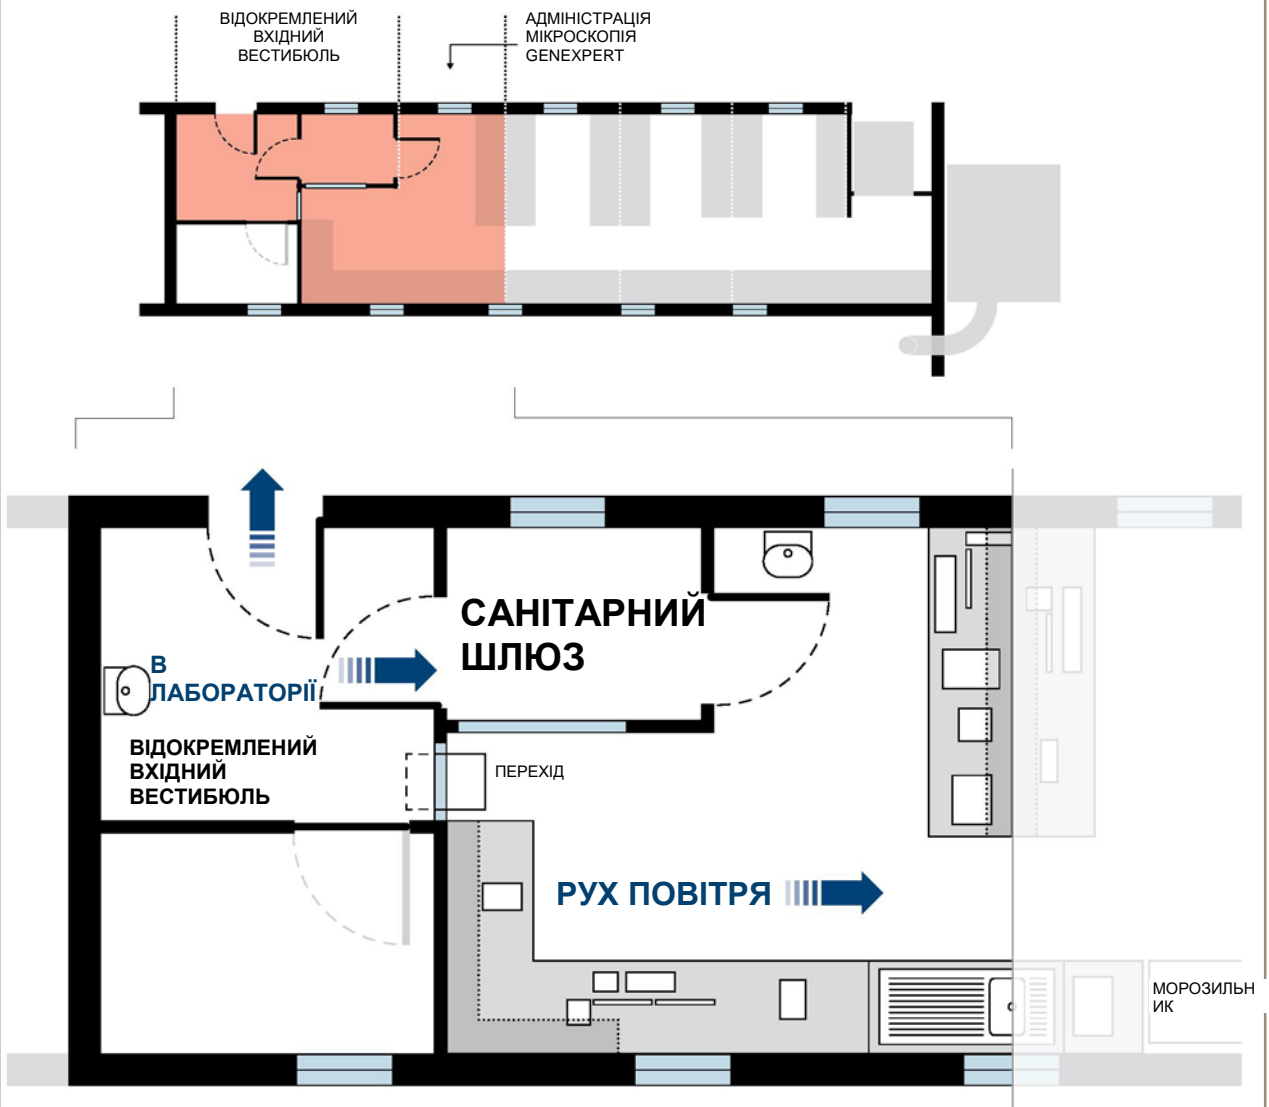 ВІДОКРЕМЛЕНИЙ
ВХІДНИЙ
ВЕСТИБЮЛЬ
АДМІНІСТРАЦІЯ
МІКРОСКОПІЯ
GENEXPERT
САНІТАРНИЙ
ШЛЮЗ
В
ЛАБОРАТОРІЇ
ВІДОКРЕМЛЕНИЙ
ВХІДНИЙ
ВЕСТИБЮЛЬ
ПЕРЕХІД
РУХ ПОВІТРЯ
МОРОЗИЛЬН
ИК